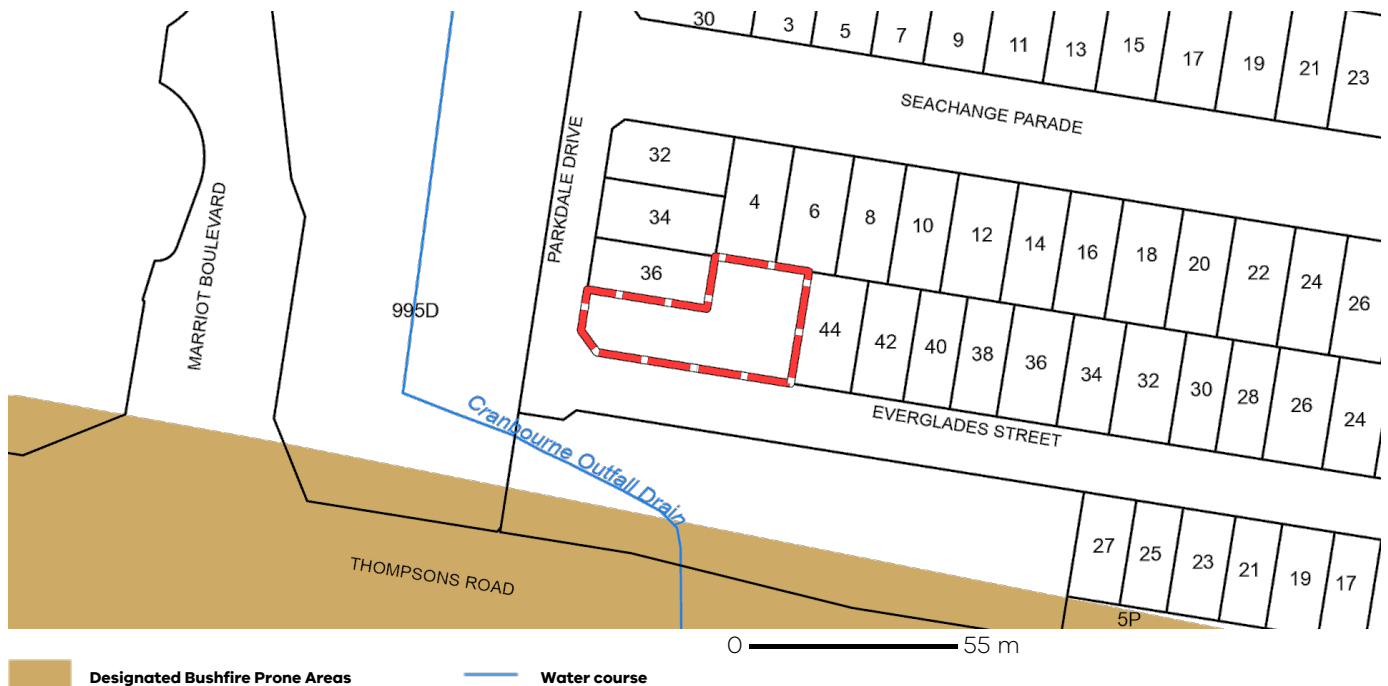 30 3 5 7 9 11 13 15 17 19 21 23
SEACHANGE PARADE
PARKDALE DRIVE
MARRIOT BOULEVARD
32
34
36
4 6 8 10 12 14 16 18 20 22 24 26
995D
44 42 40 38 36 34 32 30 28 26 24
EVERGLADES STREET
Cranbourne Outfall Drain
THOMPSONS ROAD
27 25 23 21 19 17
5P
0 55 m
Designated Bushfire Prone Areas
Water course